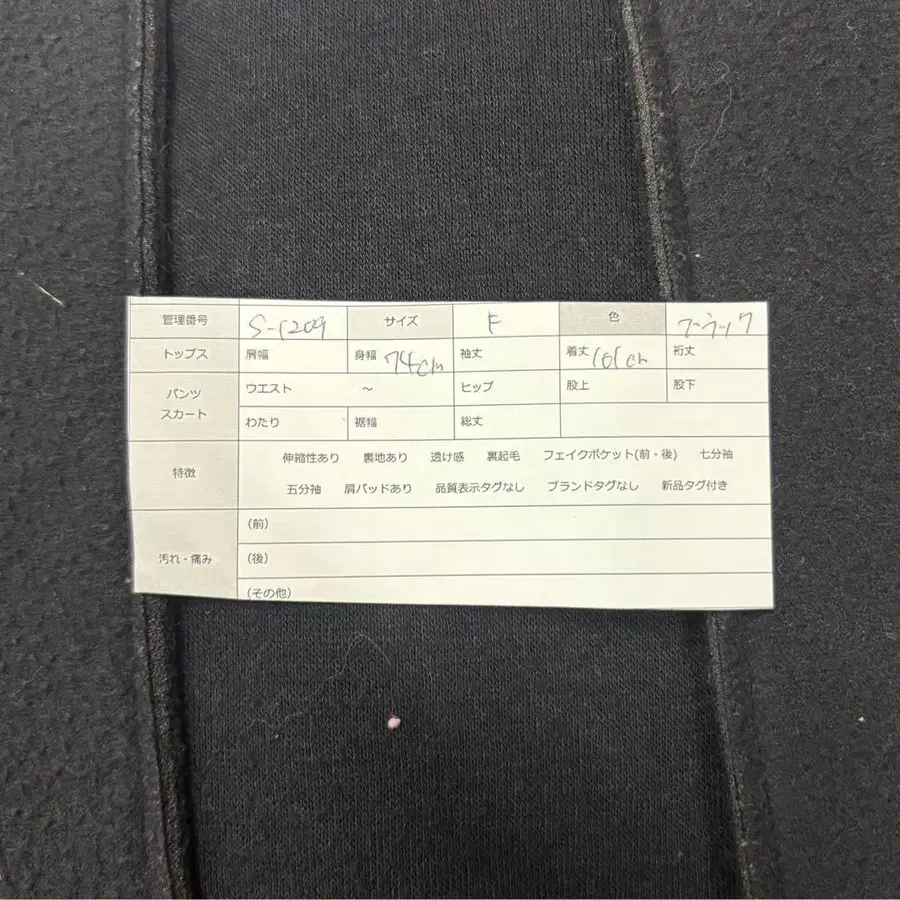 管理番号 S-1209 サイズ F 色 ブラック
トップス 肩幅 身幅 74cm 袖丈 着丈 101cm 裄丈
パンツ スカート ウエスト ～ ヒップ 股上 股下
わたり 裾幅 総丈
特徴 伸縮性あり 裏地あり 透け感 裏起毛 フェイクポケット(前・後) 七分袖
五分袖 肩パッドあり 品質表示タグなし ブランドタグなし 新品タグ付き
汚れ・痛み (前)
(後)
(その他)